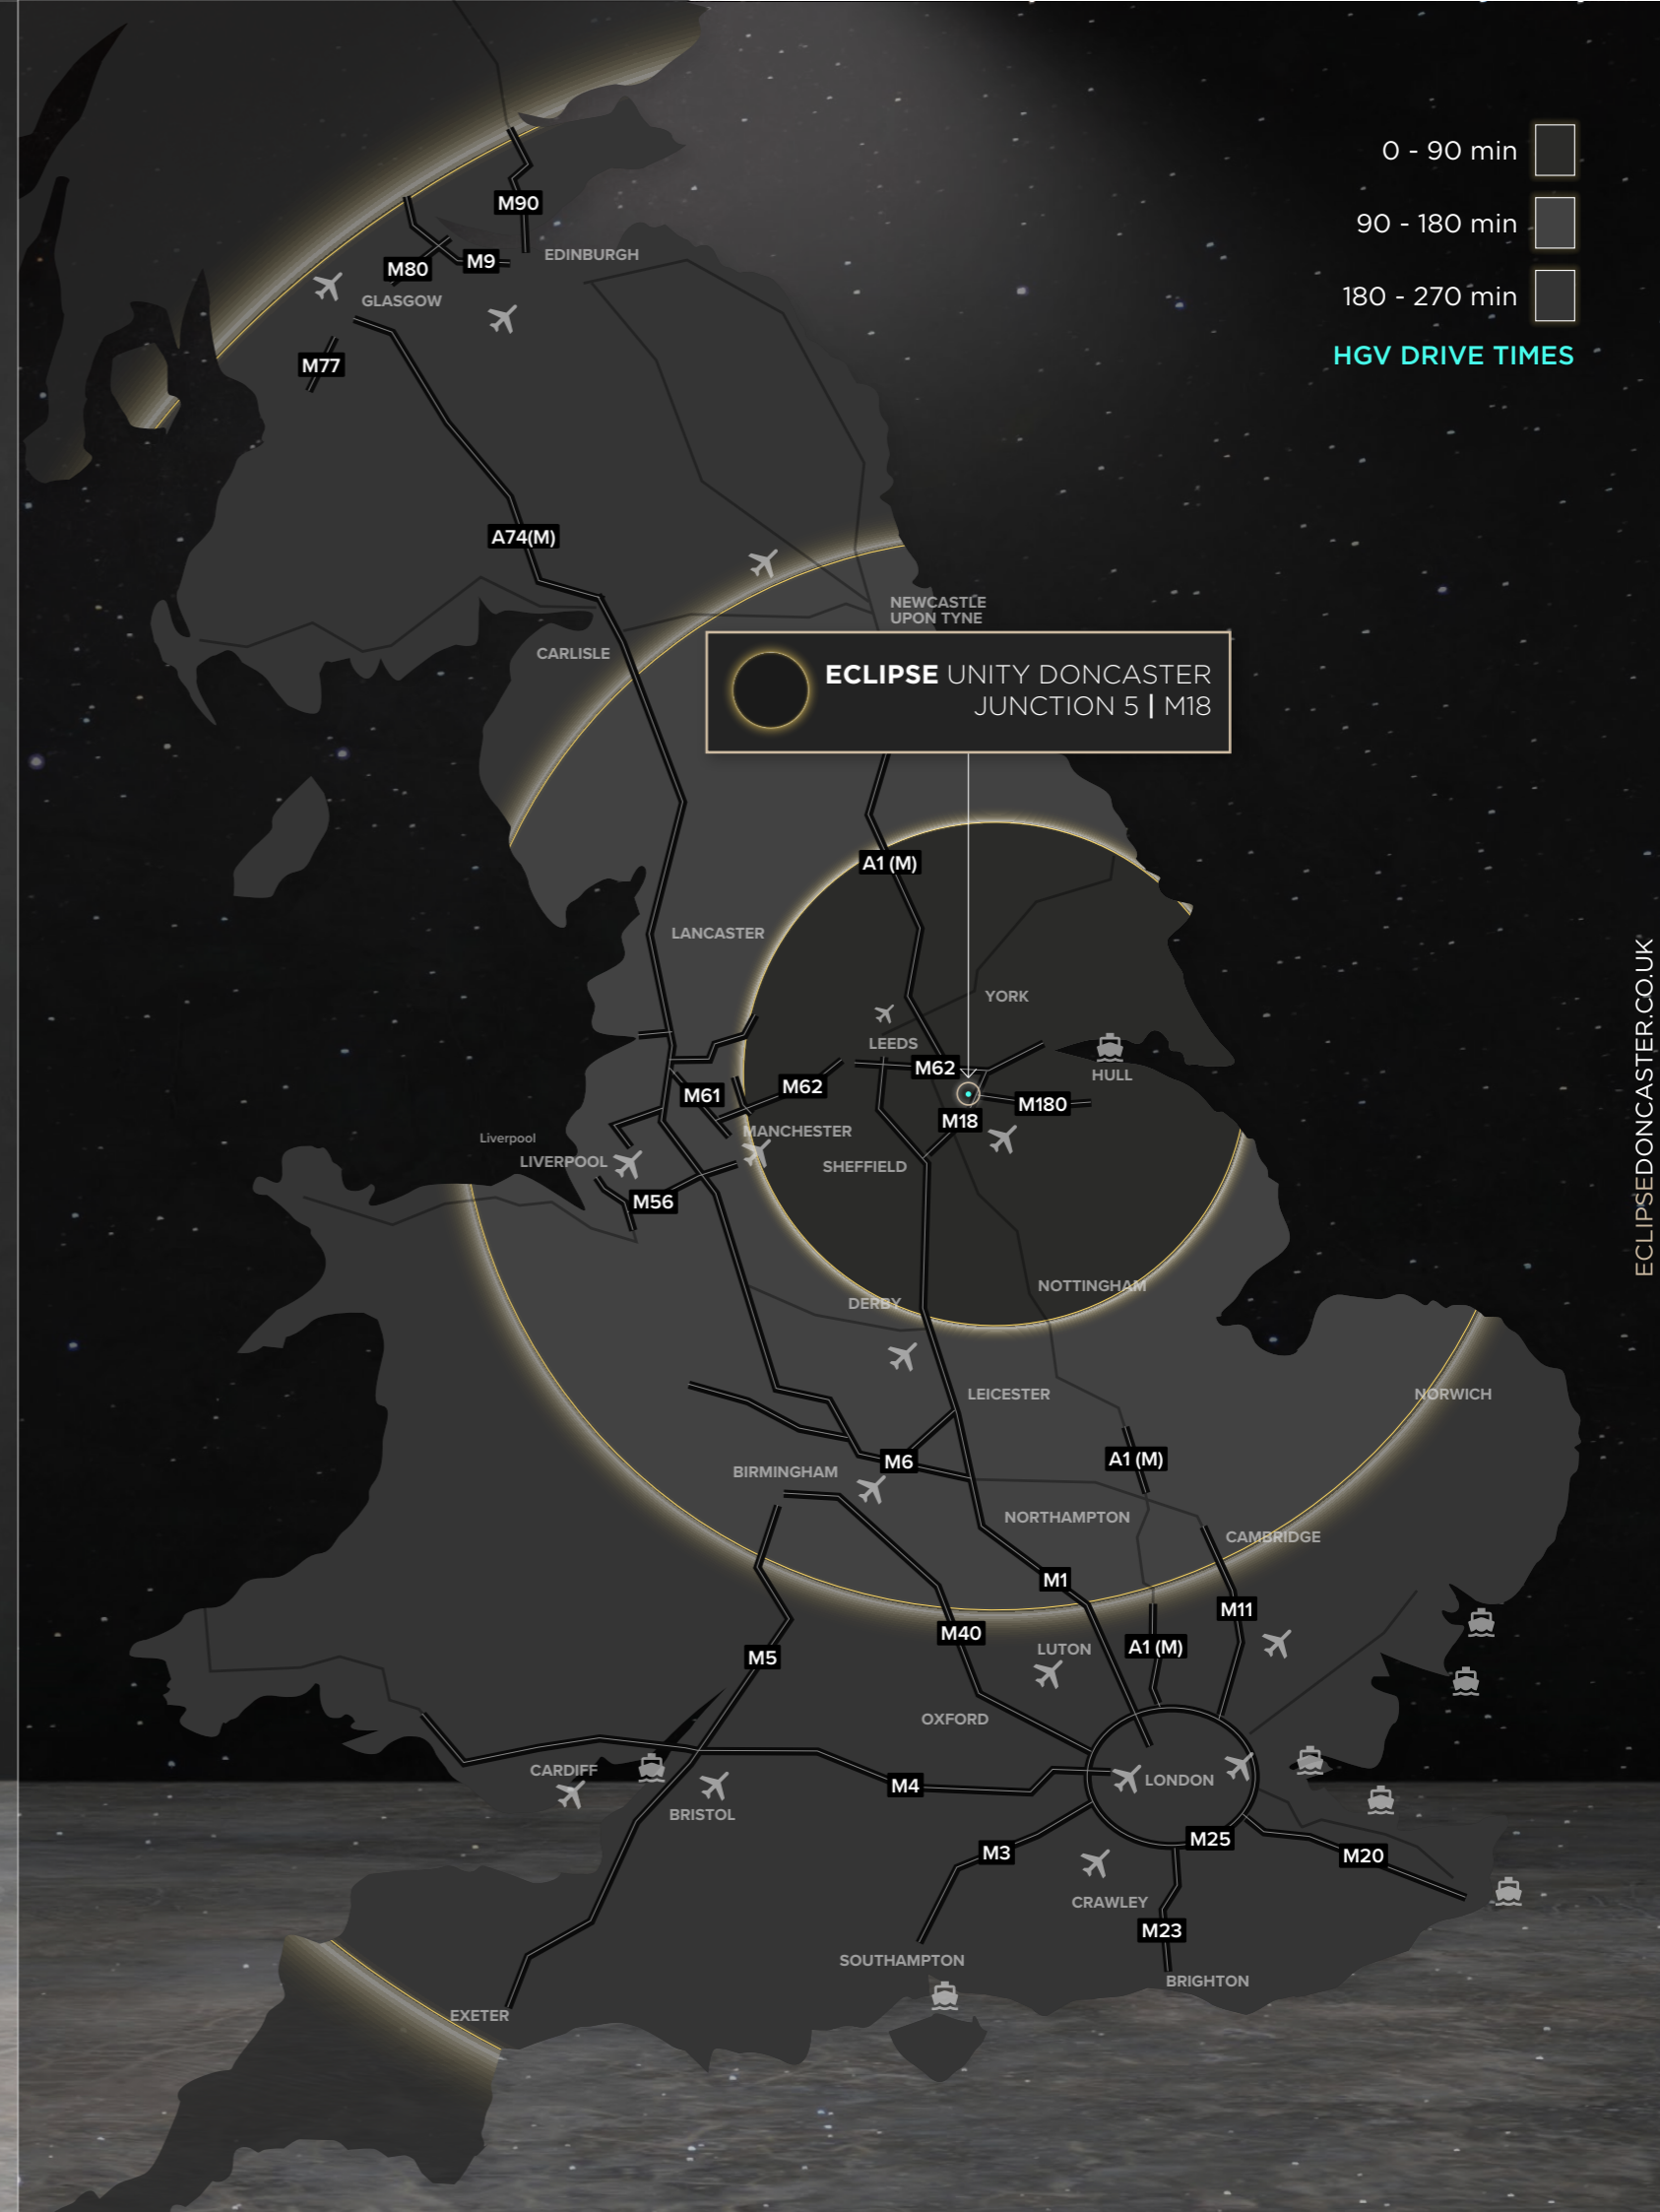 0 - 90 min
90 - 180 min
180 - 270 min
HGV DRIVE TIMES
M90
EDINBURGH
M80
M9
GLASGOW
M77
A74(M)
NEWCASTLE
UPON TYNE
CARLISLE
ECLIPSE UNITY DONCASTER
JUNCTION 5 | M18
A1 (M)
LANCASTER
YORK
LEEDS
M62
HULL
M62
M61
M180
M18
MANCHESTER
Liverpool
LIVERPOOL
SHEFFIELD
M56
NOTTINGHAM
DERBY
LEICESTER
NORWICH
A1 (M)
M6
BIRMINGHAM
NORTHAMPTON
CAMBRIDGE
M1
M11
M40
A1 (M)
LUTON
M5
OXFORD
CARDIFF
LONDON
M4
BRISTOL
M25
M3
M20
CRAWLEY
M23
SOUTHAMPTON
BRIGHTON
EXETER
ECLIPSEDONCASTER.CO.UK